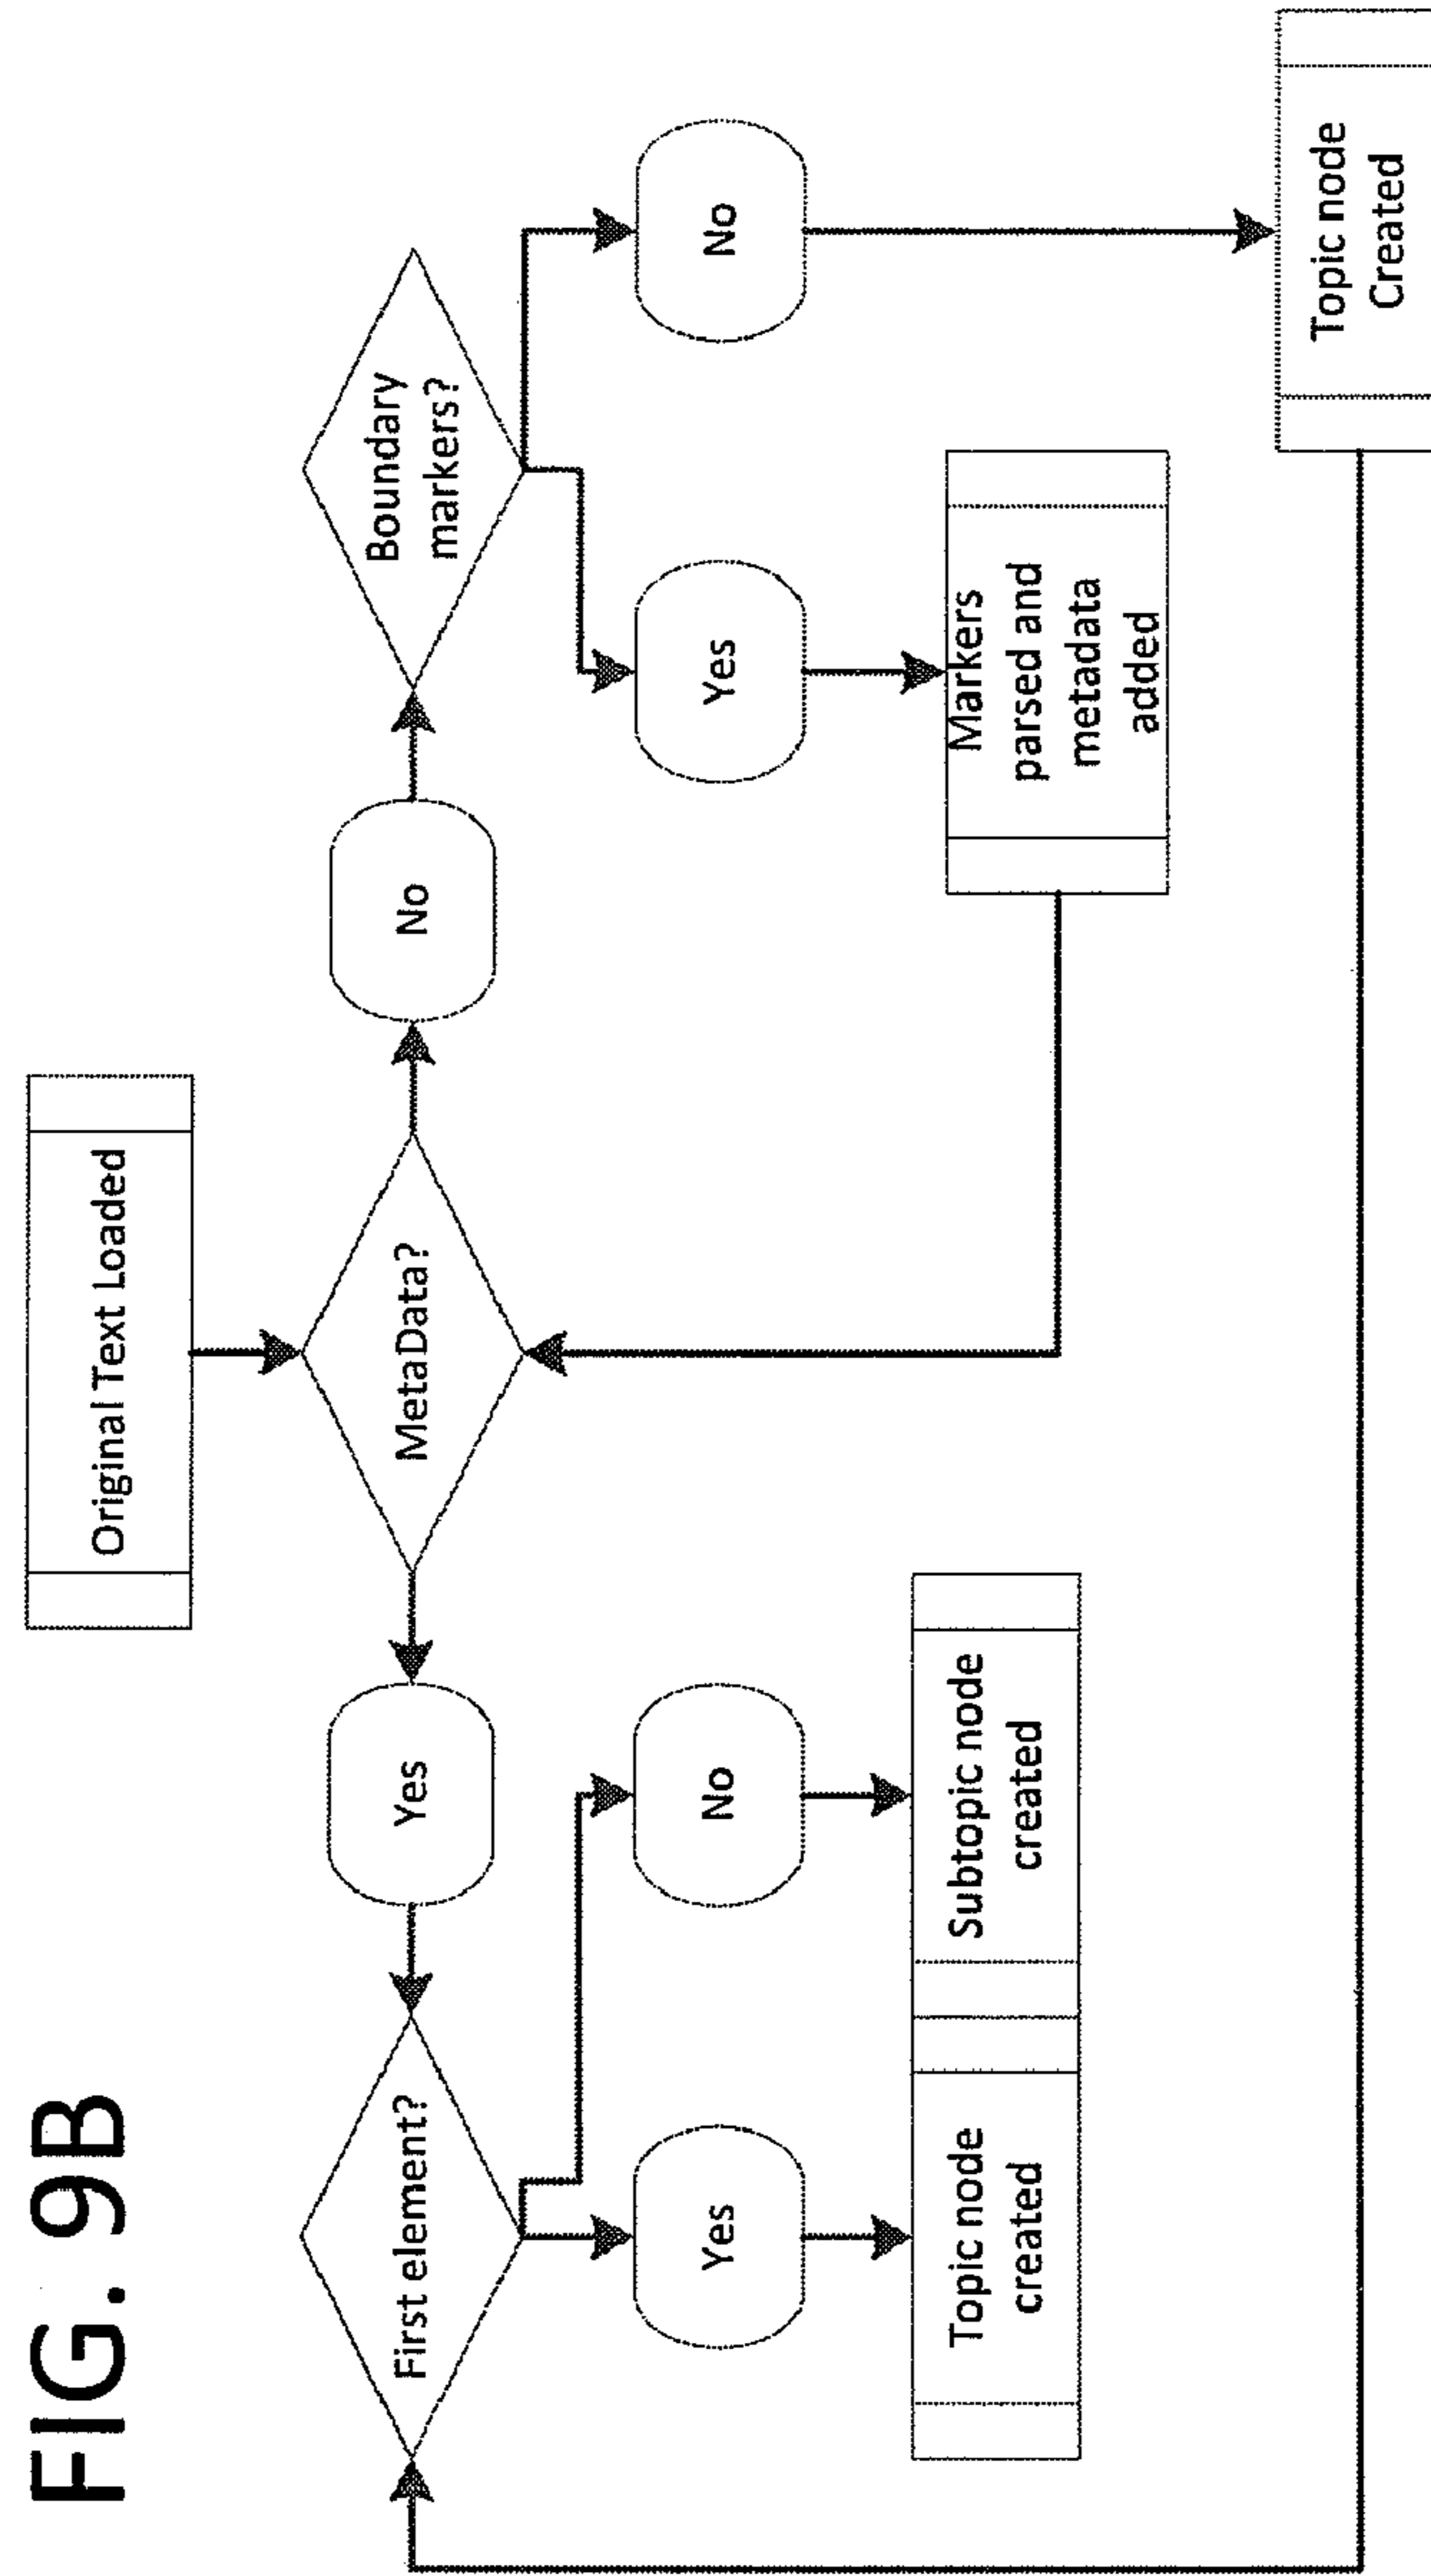 FIG. 9B
Original Text Loaded
First element?
Yes
MetaData?
No
Boundary
markers?
Yes
No
Yes
No
Topic node
created
Subtopic node
created
Markers
parsed and
metadata
added
Topic node
Created